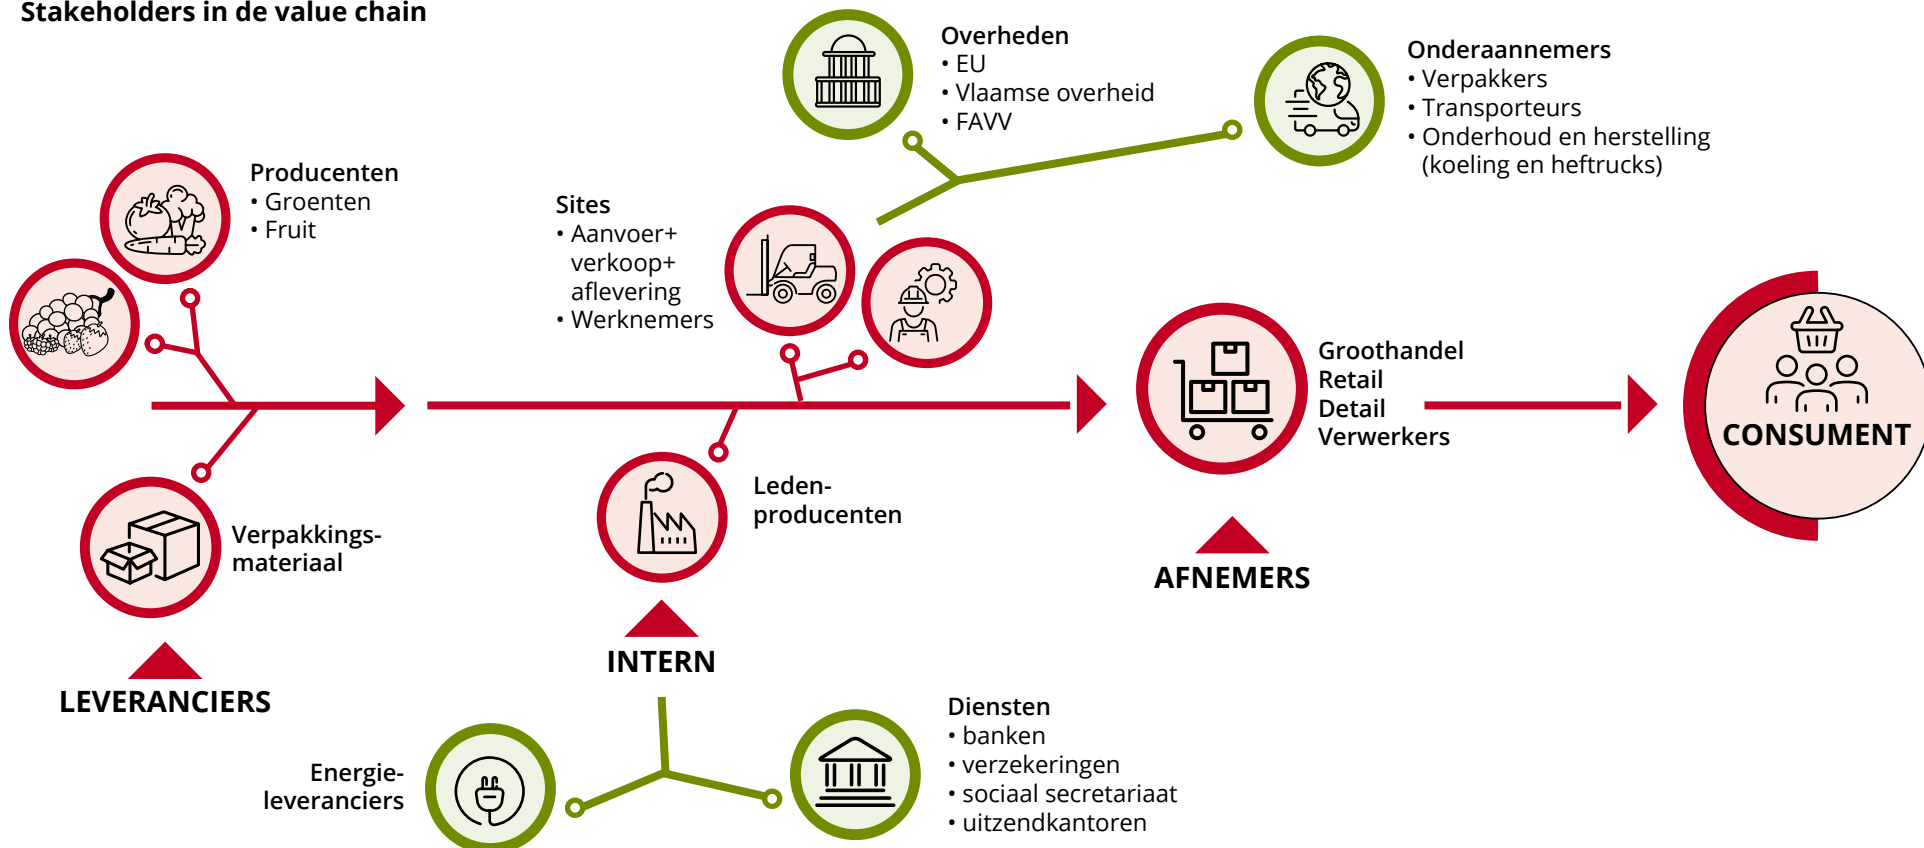 Stakeholders in de value chain
Overheden
• EU
• Vlaamse overheid
• FAVV
Onderaannemers
• Verpakkers
• Transporteurs
• Onderhoud en herstelling
(koeling en heftrucks)
Producenten
• Groenten
• Fruit
Sites
• Aanvoer+
verkoop+
aflevering
• Werknemers
Groothandel
Retail
Detail
Verwerkers
CONSUMENT
Verpakkings-
materiaal
Leden-
producenten
AFNEMERS
INTERN
LEVERANCIERS
Energie-
leveranciers
Diensten
• banken
• verzekeringen
• sociaal secretariaat
• uitzendkantoren